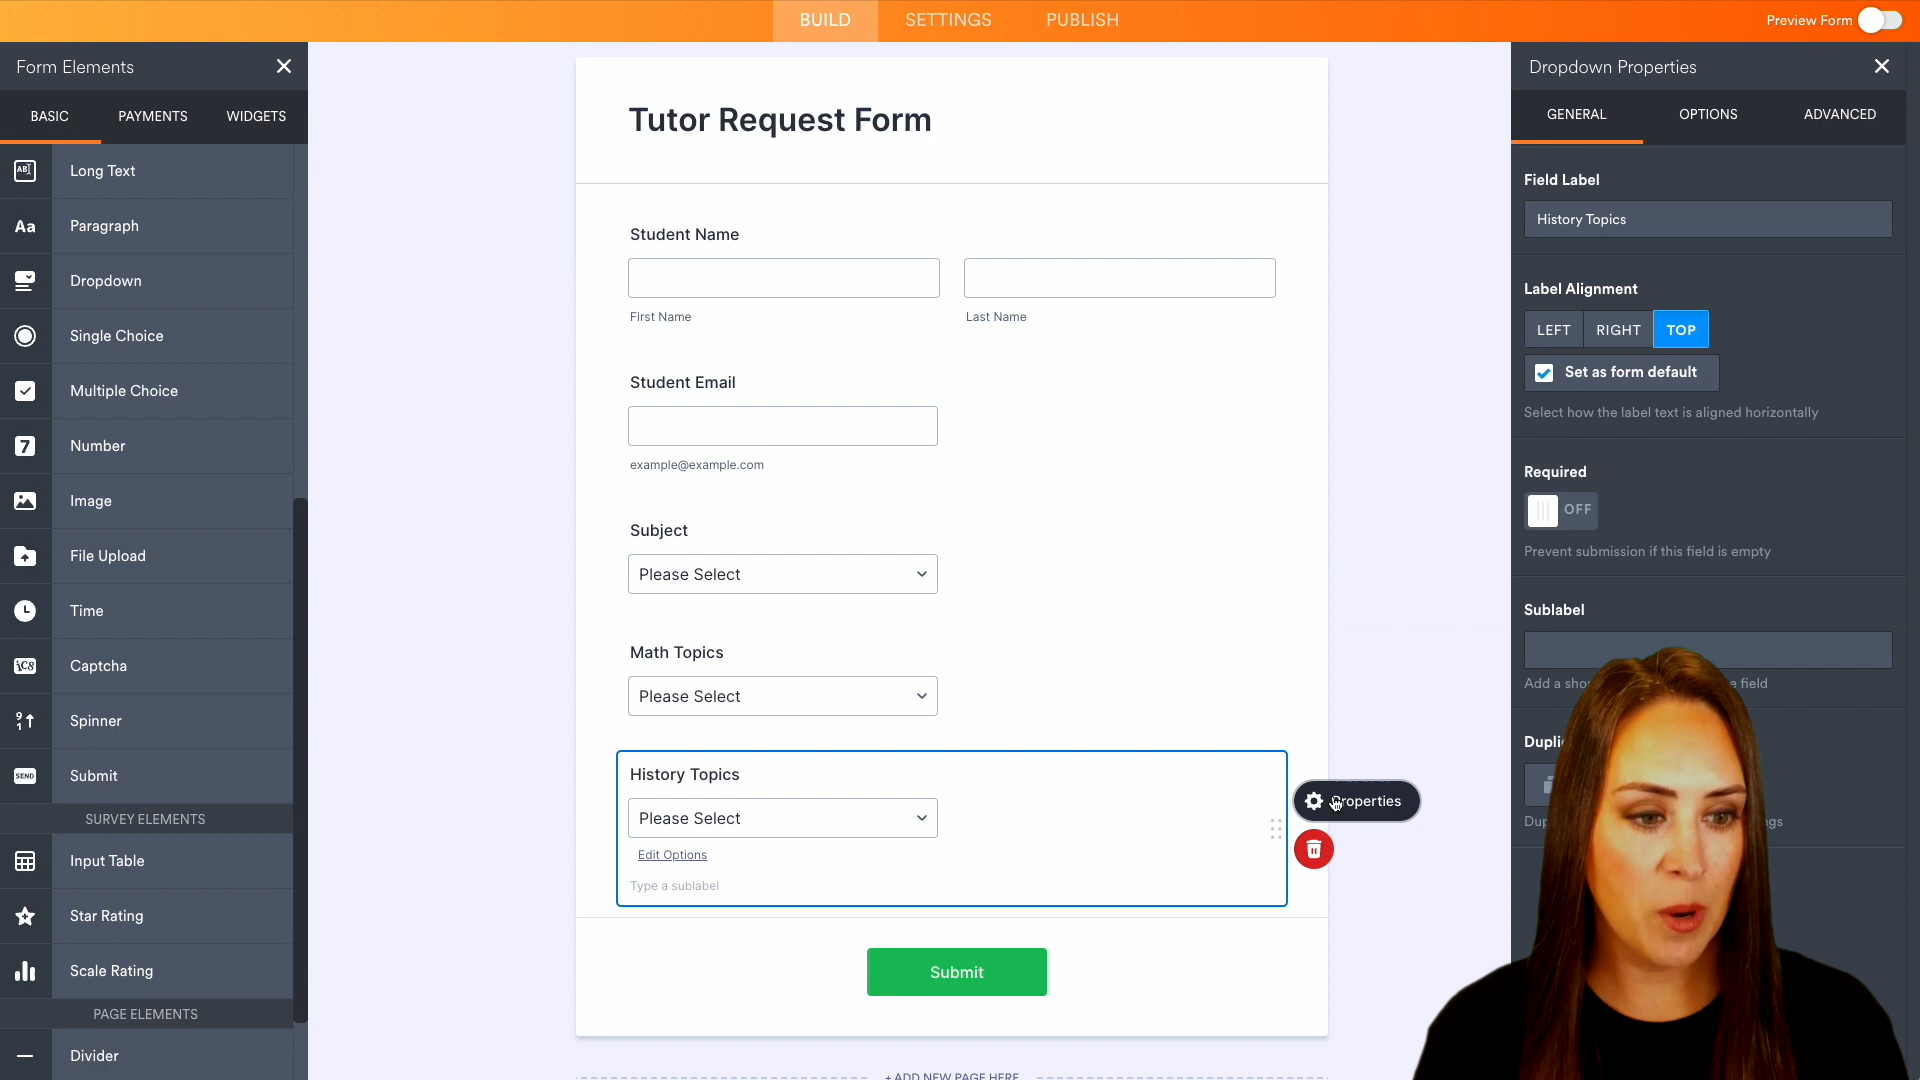 BUILD
SETTINGS
PUBLISH
Preview Form
Form Elements
BASIC
PAYMENTS
WIDGETS
Long Text
Aa
Paragraph
Dropdown
Single Choice
Multiple Choice
7
Number
Image
File Upload
Time
Captcha
Spinner
SEND
Submit
SURVEY ELEMENTS
Input Table
Star Rating
Scale Rating
PAGE ELEMENTS
Divider
Tutor Request Form
Student Name
First Name
Last Name
Student Email
example@example.com
Subject
Please Select
Math Topics
Please Select
History Topics
Please Select
Edit Options
Type a sublabel
Properties
Submit
+ ADD NEW PAGE HERE
Dropdown Properties
GENERAL
OPTIONS
ADVANCED
Field Label
History Topics
Label Alignment
LEFT
RIGHT
TOP
Set as form default
Select how the label text is aligned horizontally
Required
OFF
Prevent submission if this field is empty
Sublabel
Add a field